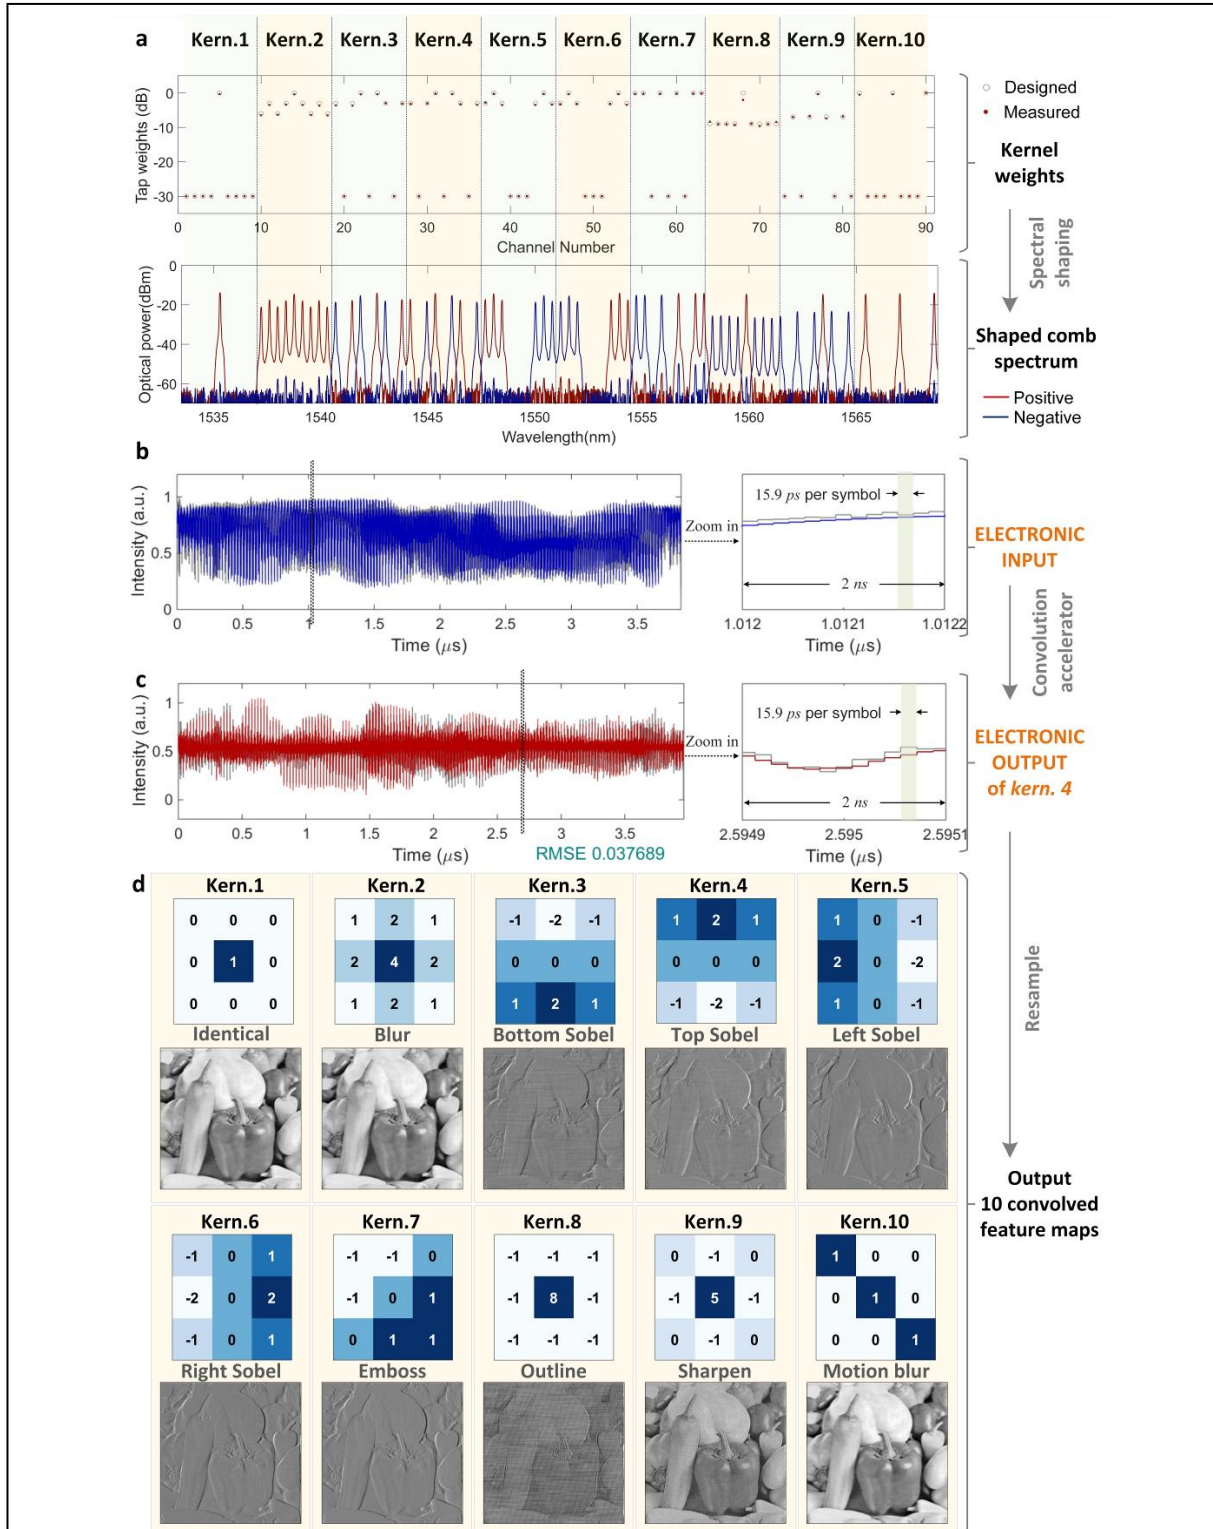 a
Kern.1 Kern.2 Kern.3 Kern.4 Kern.5 Kern.6 Kern.7 Kern.8 Kern.9 Kern.10
Tap weights (dB)
0
-10
-20
-30
0 10 20 30 40 50 60 70 80 90
Channel Number
Designed
Measured
Kernel
weights
Spectral
shaping
Optical power(dBm)
0
-20
-40
-60
1535 1540 1545 1550 1555 1560 1565
Wavelength(nm)
Shaped comb
spectrum
Positive
Negative
b
Intensity (a.u.)
1
0.5
0
0 0.5 1 1.5 2 2.5 3 3.5
Time (μs)
Zoom in
15.9 ps per symbol
2 ns
1.012 1.0121 1.0122
Time (μs)
ELECTRONIC
INPUT
Convolution
accelerator
c
Intensity (a.u.)
1
0.5
0
0 0.5 1 1.5 2 2.5 3 3.5
Time (μs)
RMSE 0.037689
Zoom in
15.9 ps per symbol
2 ns
2.5949 2.595 2.5951
Time (μs)
ELECTRONIC
OUTPUT
of kern. 4
Resample
d
Kern.1 Kern.2 Kern.3 Kern.4 Kern.5
0 0 0 1 2 1 -1 -2 -1 1 2 1 1 0 -1
0 1 0 2 4 2 0 0 0 0 0 0 2 0 -2
0 0 0 1 2 1 1 2 1 -1 -2 -1 1 0 -1
Identical Blur Bottom Sobel Top Sobel Left Sobel
Output
10 convolved
feature maps
Kern.6 Kern.7 Kern.8 Kern.9 Kern.10
-1 0 1 -1 -1 0 -1 -1 -1 0 -1 0 1 0 0
-2 0 2 -1 0 1 -1 8 -1 -1 5 -1 0 1 0
-1 0 1 0 1 1 -1 -1 -1 0 -1 0 0 0 1
Right Sobel Emboss Outline Sharpen Motion blur